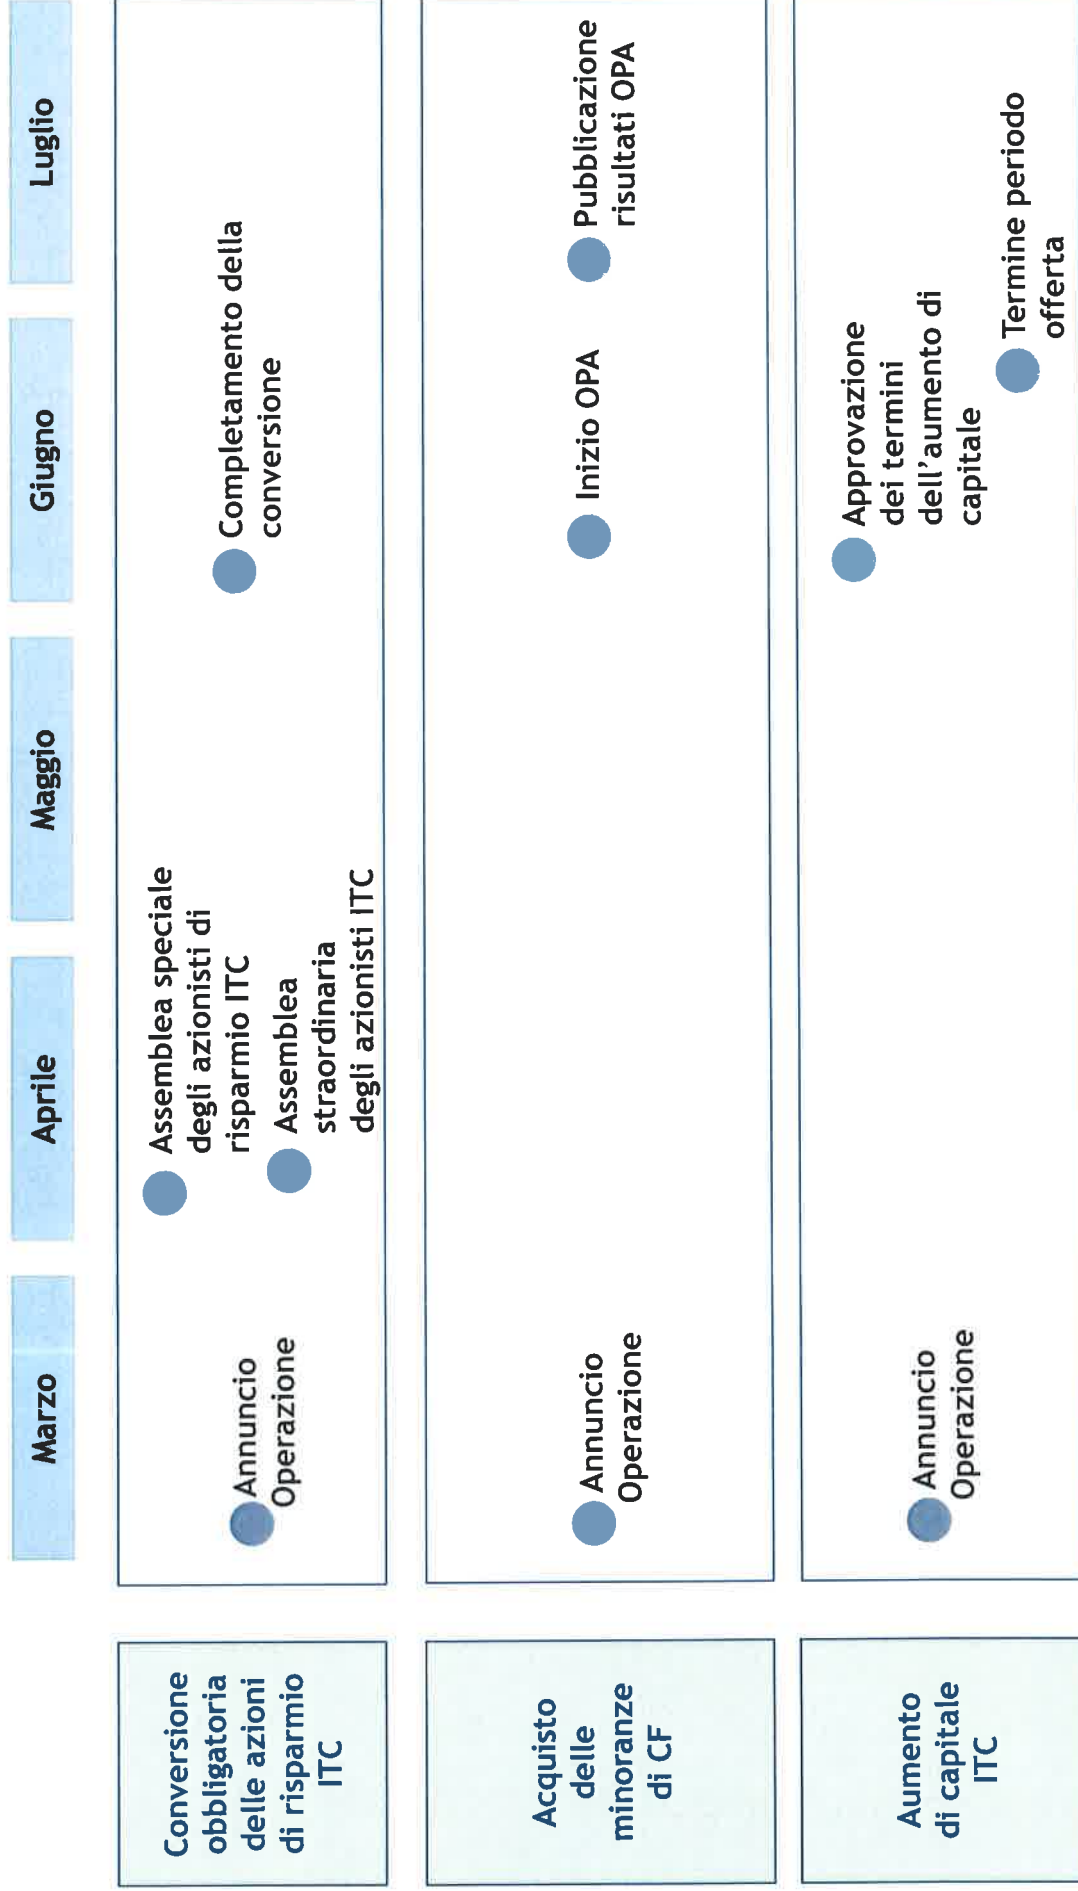 Marzo
Aprile
Maggio
Giugno
Luglio
Conversione
obbligatoria
delle azioni
di risparmio
ITC
Annuncio
Operazione
Assemblea speciale
degli azionisti di
risparmio ITC
Assemblea
straordinaria
degli azionisti ITC
Completamento della
conversione
Acquisto
delle
minoranze
di CF
Annuncio
Operazione
Inizio OPA
Pubblicazione
risultati OPA
Aumento
di capitale
ITC
Annuncio
Operazione
Approvazione
dei termini
dell'aumento di
capitale
Termine periodo
offerta